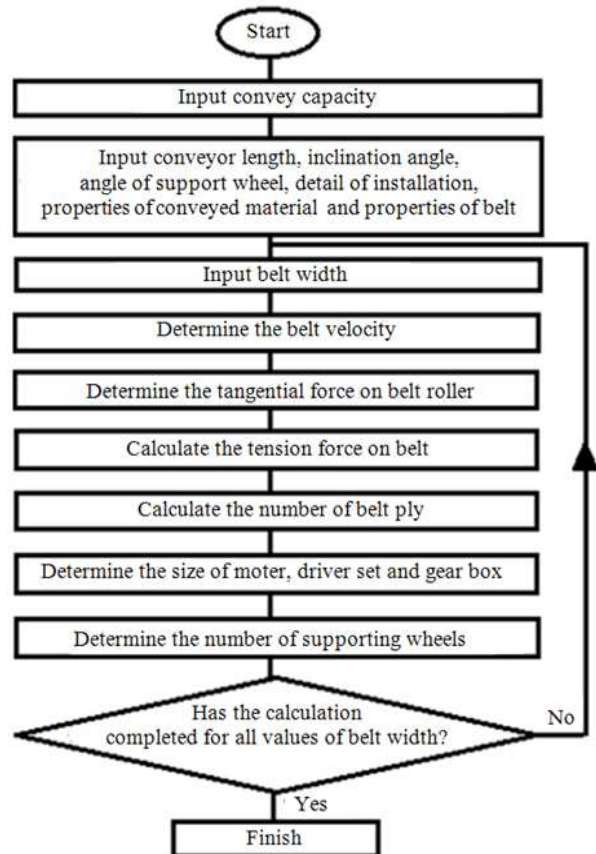 Start
Input convey capacity
Input conveyor length, inclination angle,
angle of support wheel, detail of installation,
properties of conveyed material and properties of belt
Input belt width
Determine the belt velocity
Determine the tangential force on belt roller
Calculate the tension force on belt
Calculate the number of belt ply
Determine the size of moter, driver set and gear box
Determine the number of supporting wheels
Has the calculation
completed for all values of belt width?
No
Yes
Finish